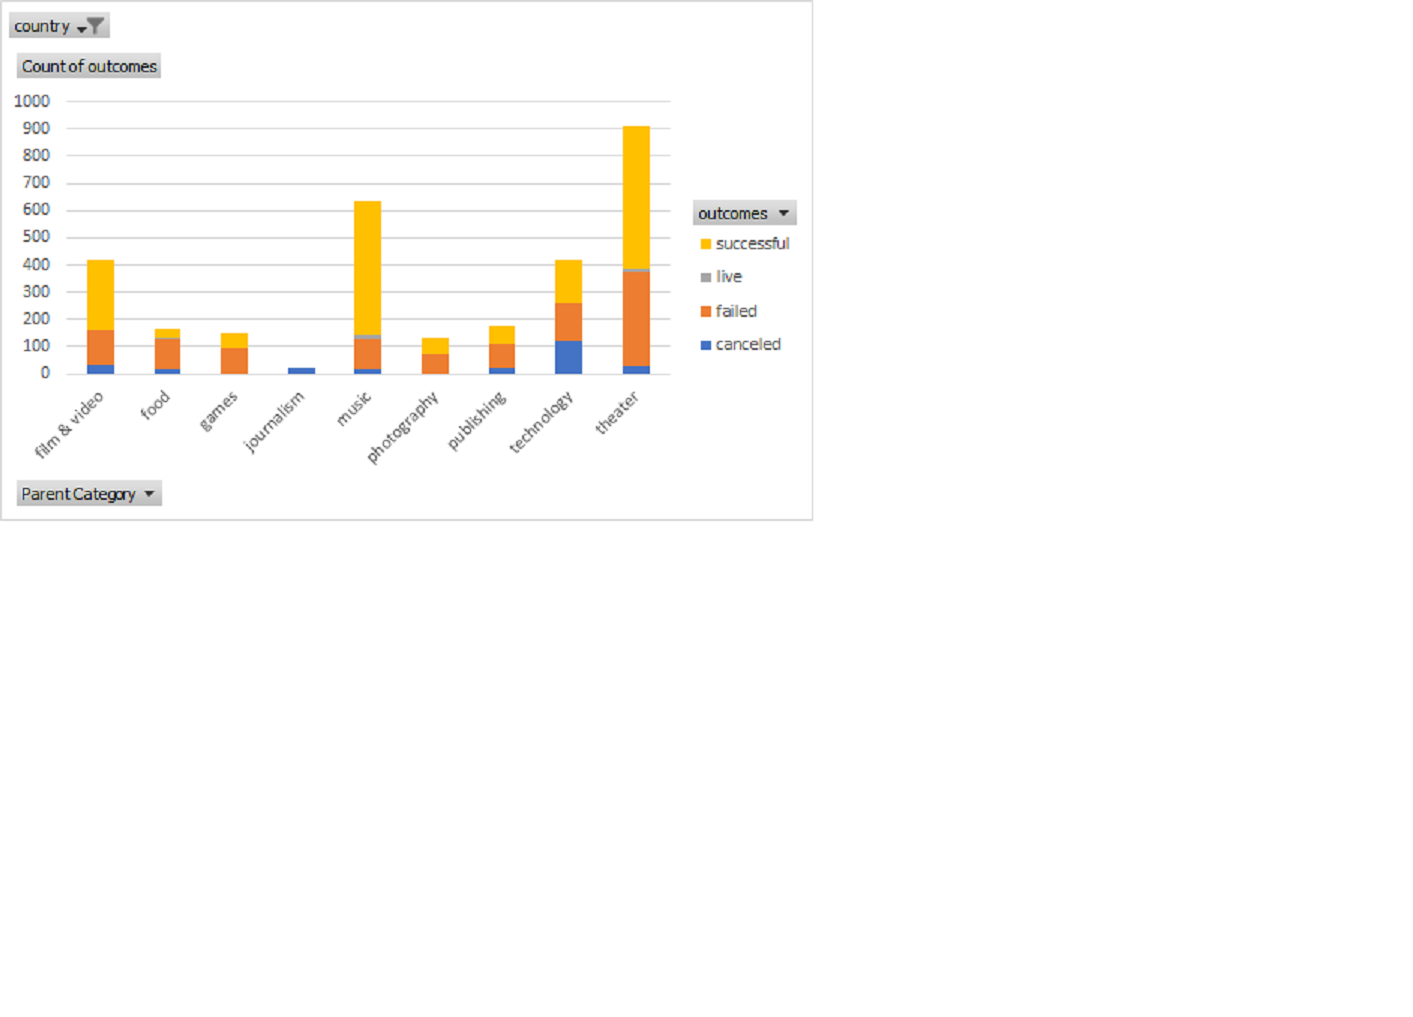 country
Count of outcomes
1000
900
800
700
600
500
400
300
200
100
0
film & video
food
games
journalism
music
photography
publishing
technology
theater
outcomes
successful
live
failed
canceled
Parent Category